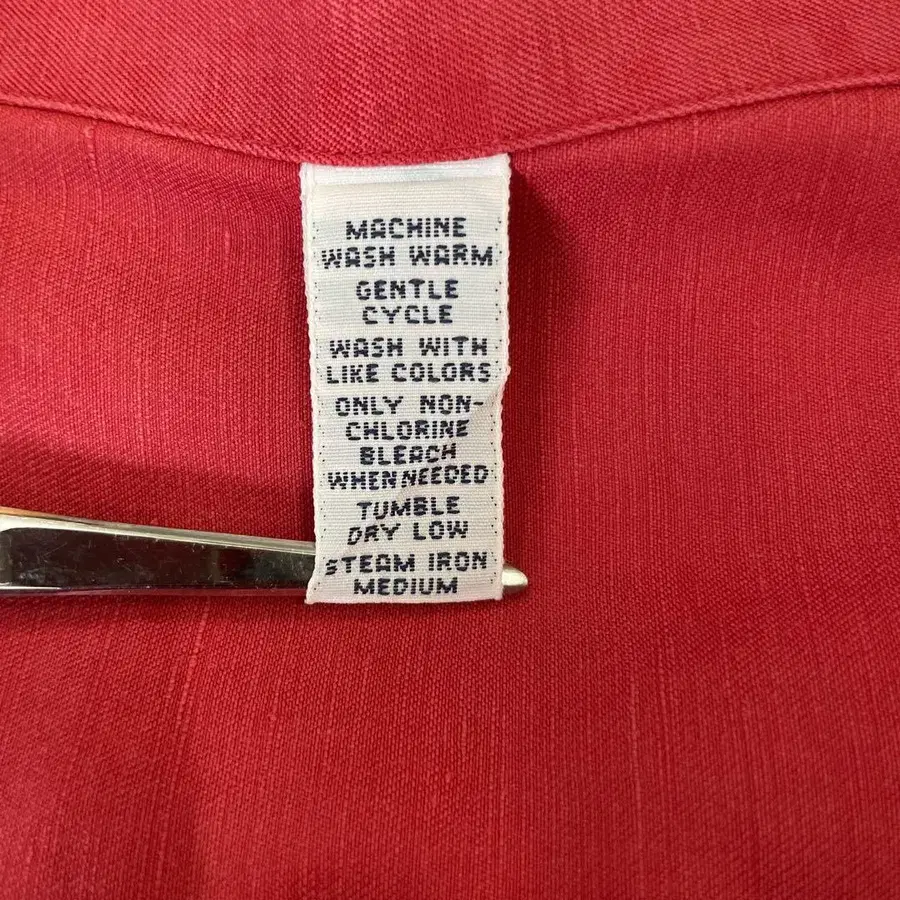 MACHINE
WASH WARM
GENTLE
CYCLE
WASH WITH
LIKE COLORS
ONLY NON-
CHLORINE
BLEACH
WHEN NEEDED
TUMBLE
DRY LOW
STEAM IRON
MEDIUM